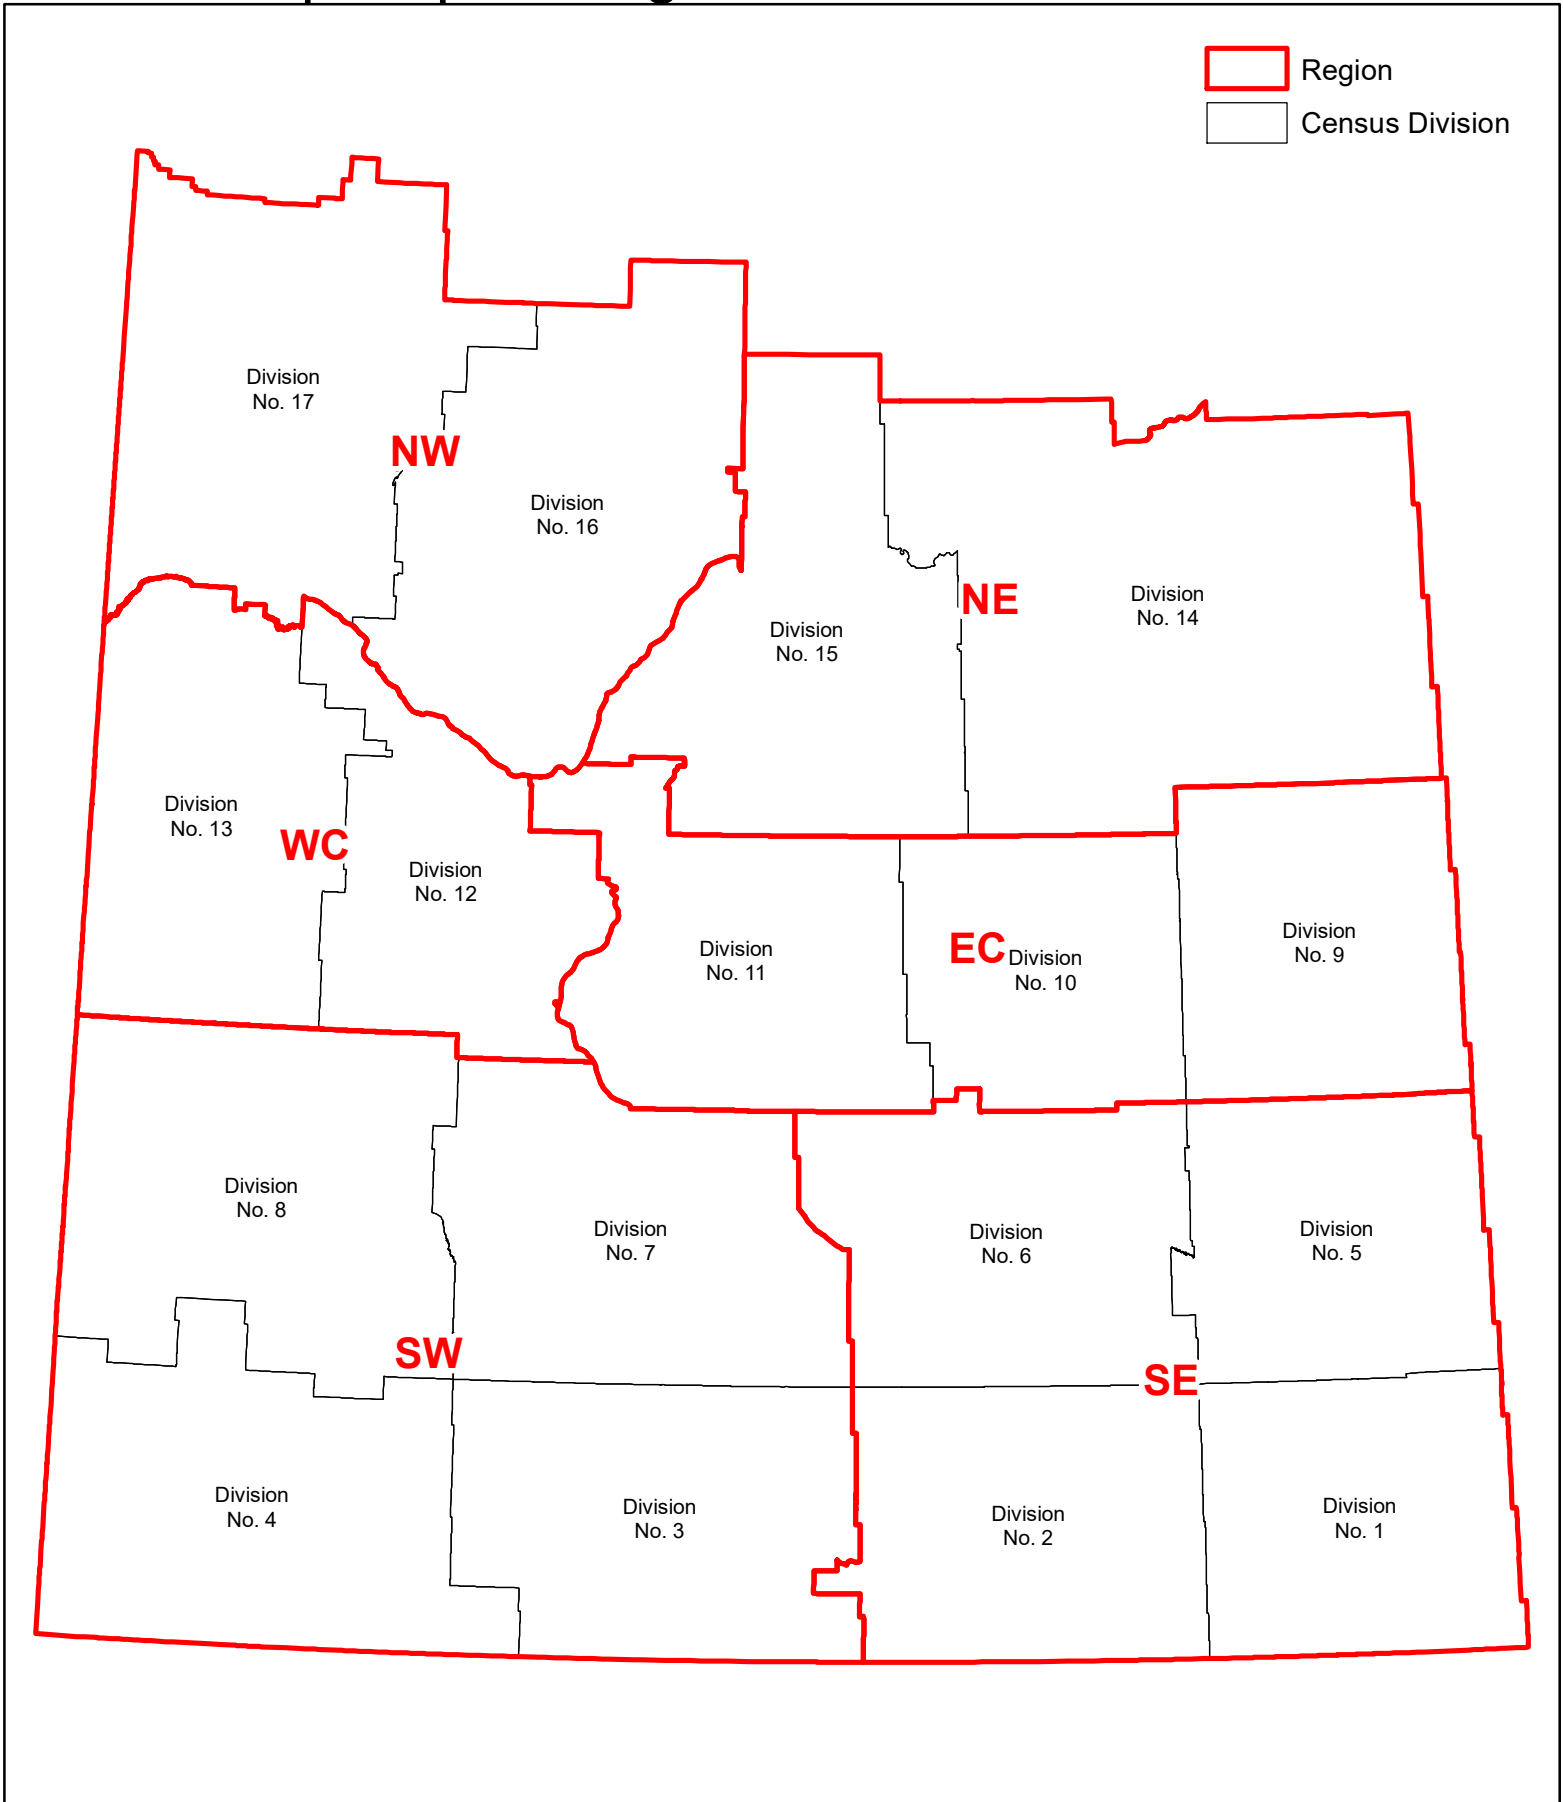 Region
Census Division
Division
No. 17
NW
Division
No. 16
Division
No. 14
NE
Division
No. 15
Division
No. 13
WC
Division
No. 12
Division
No. 11
EC
Division
No. 10
Division
No. 9
Division
No. 8
Division
No. 7
Division
No. 6
Division
No. 5
SW
SE
Division
No. 4
Division
No. 3
Division
No. 2
Division
No. 1